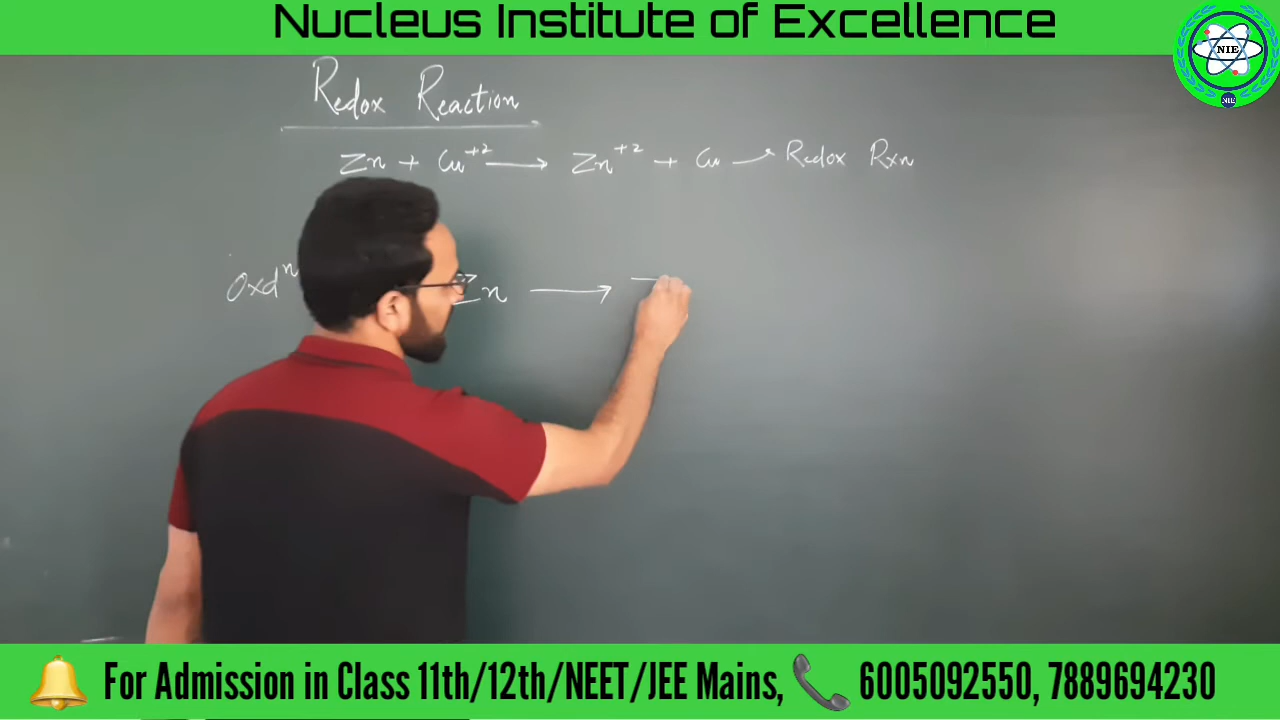 Nucleus Institute of Excellence
NIE
NIE
Redox Reaction
Zn + Cu+2 → Zn+2 + Cu → Redox Rxn
Oxdn Zn →
For Admission in Class 11th/12th/NEET/JEE Mains, 6005092550, 7889694230